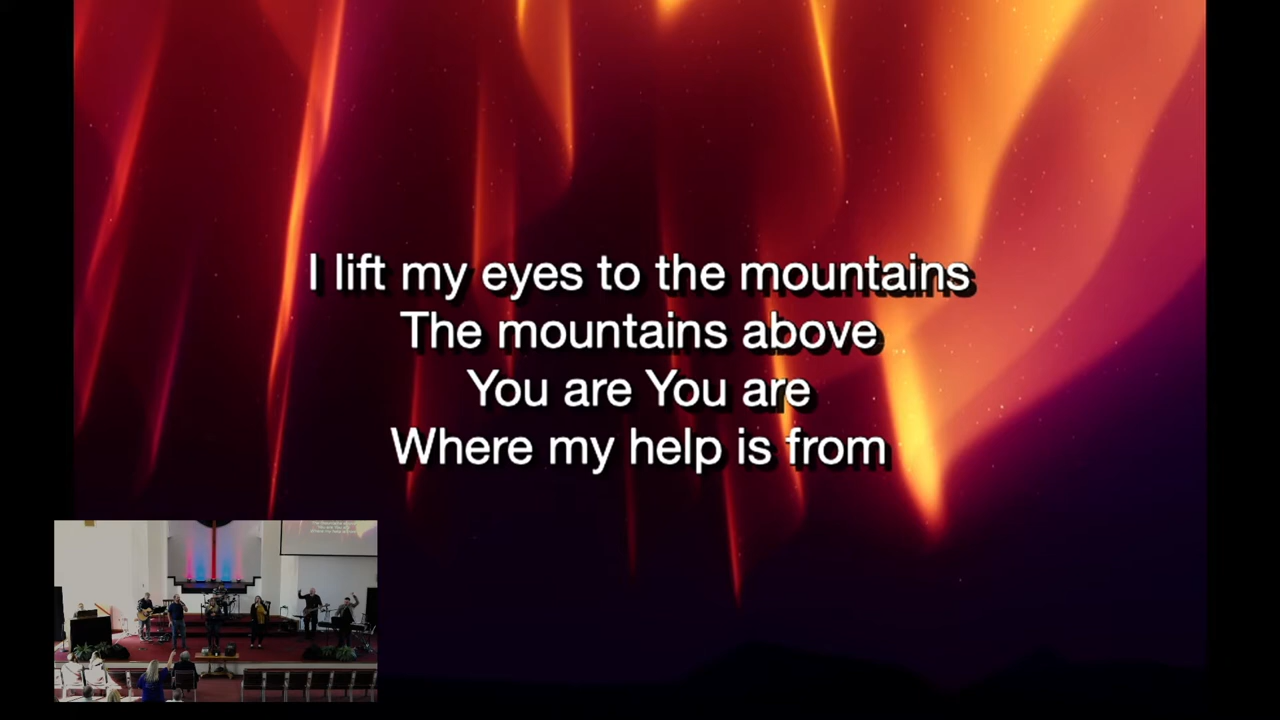 I lift my eyes to the mountains
The mountains above
You are You are
Where my help is from